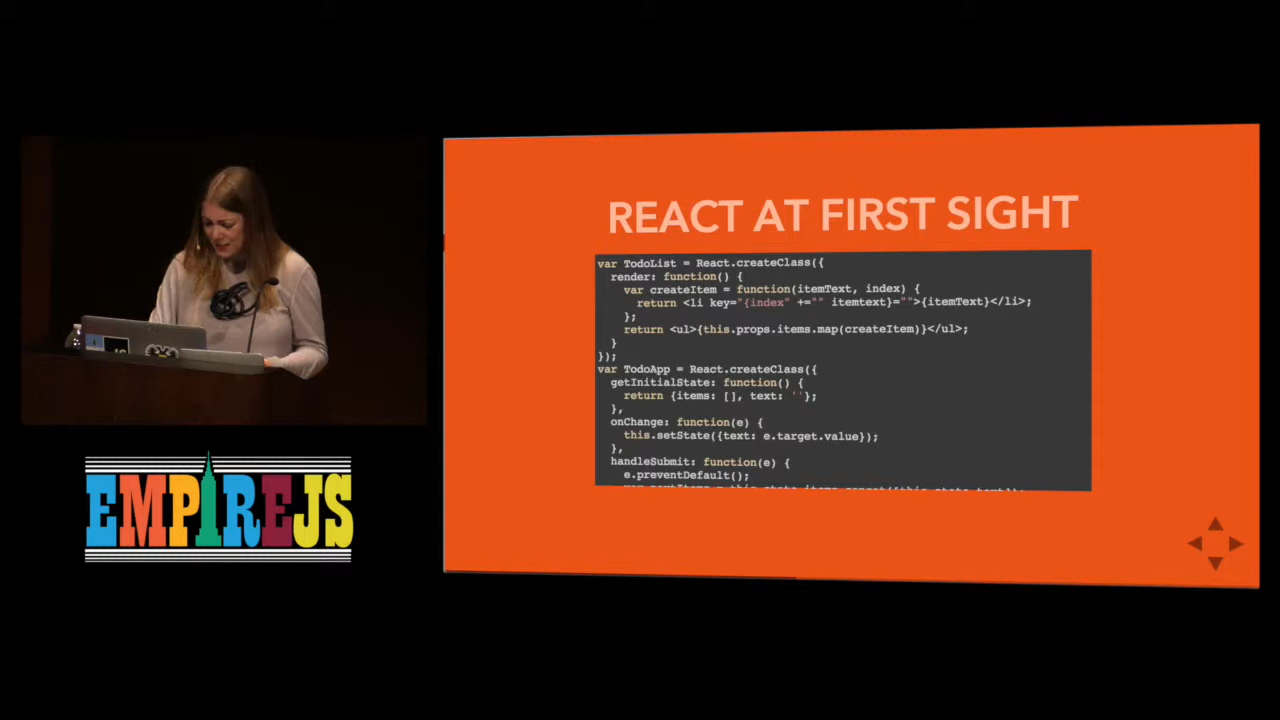 REACT AT FIRST SIGHT
var TodoList = React.createClass({
render: function() {
var createItem = function(itemText, index) {
return <li key="{index" +="" itemtext}="">{itemText}</li>;
};
return <ul>{this.props.items.map(createItem)}</ul>;
}
});
var TodoApp = React.createClass({
getInitialState: function() {
return {items: [], text: ''};
},
onChange: function(e) {
this.setState({text: e.target.value});
},
handleSubmit: function(e) {
e.preventDefault();
EMPIREJS